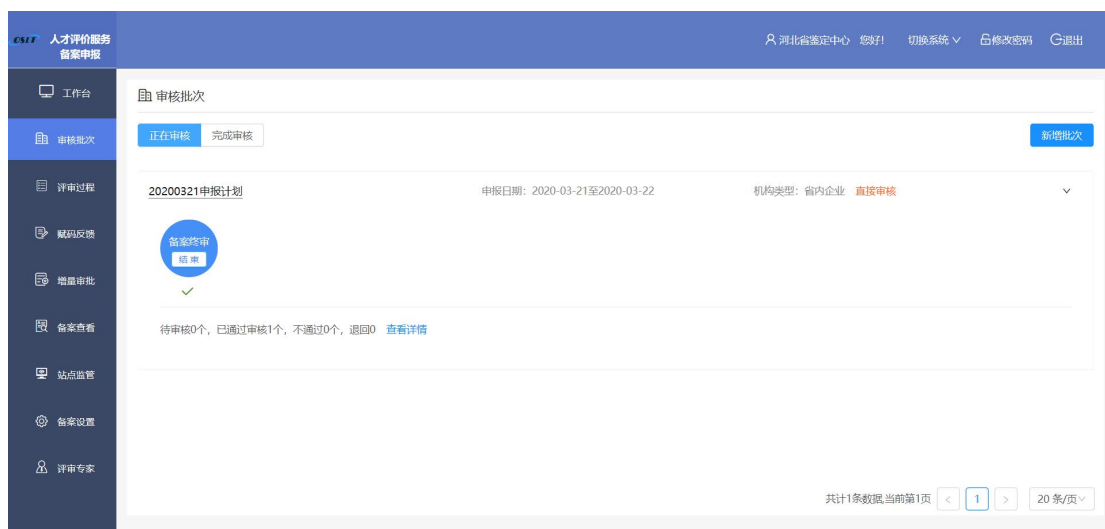 OSTT 人才评价服务
备案申报
河北省鉴定中心 您好! 切换系统 修改密码 退出
工作台
审核批次
评审过程
赋码反馈
增量审批
备案查看
站点监管
备案设置
评审专家
审核批次
正在审核 完成审核 新增批次
20200321申报计划 申报日期: 2020-03-21至2020-03-22 机构类型: 省内企业 直接审核
备案终审
结束
待审核0个, 已通过审核1个, 不通过0个, 退回0 查看详情
共计1条数据,当前第1页 < 1 > 20 条/页